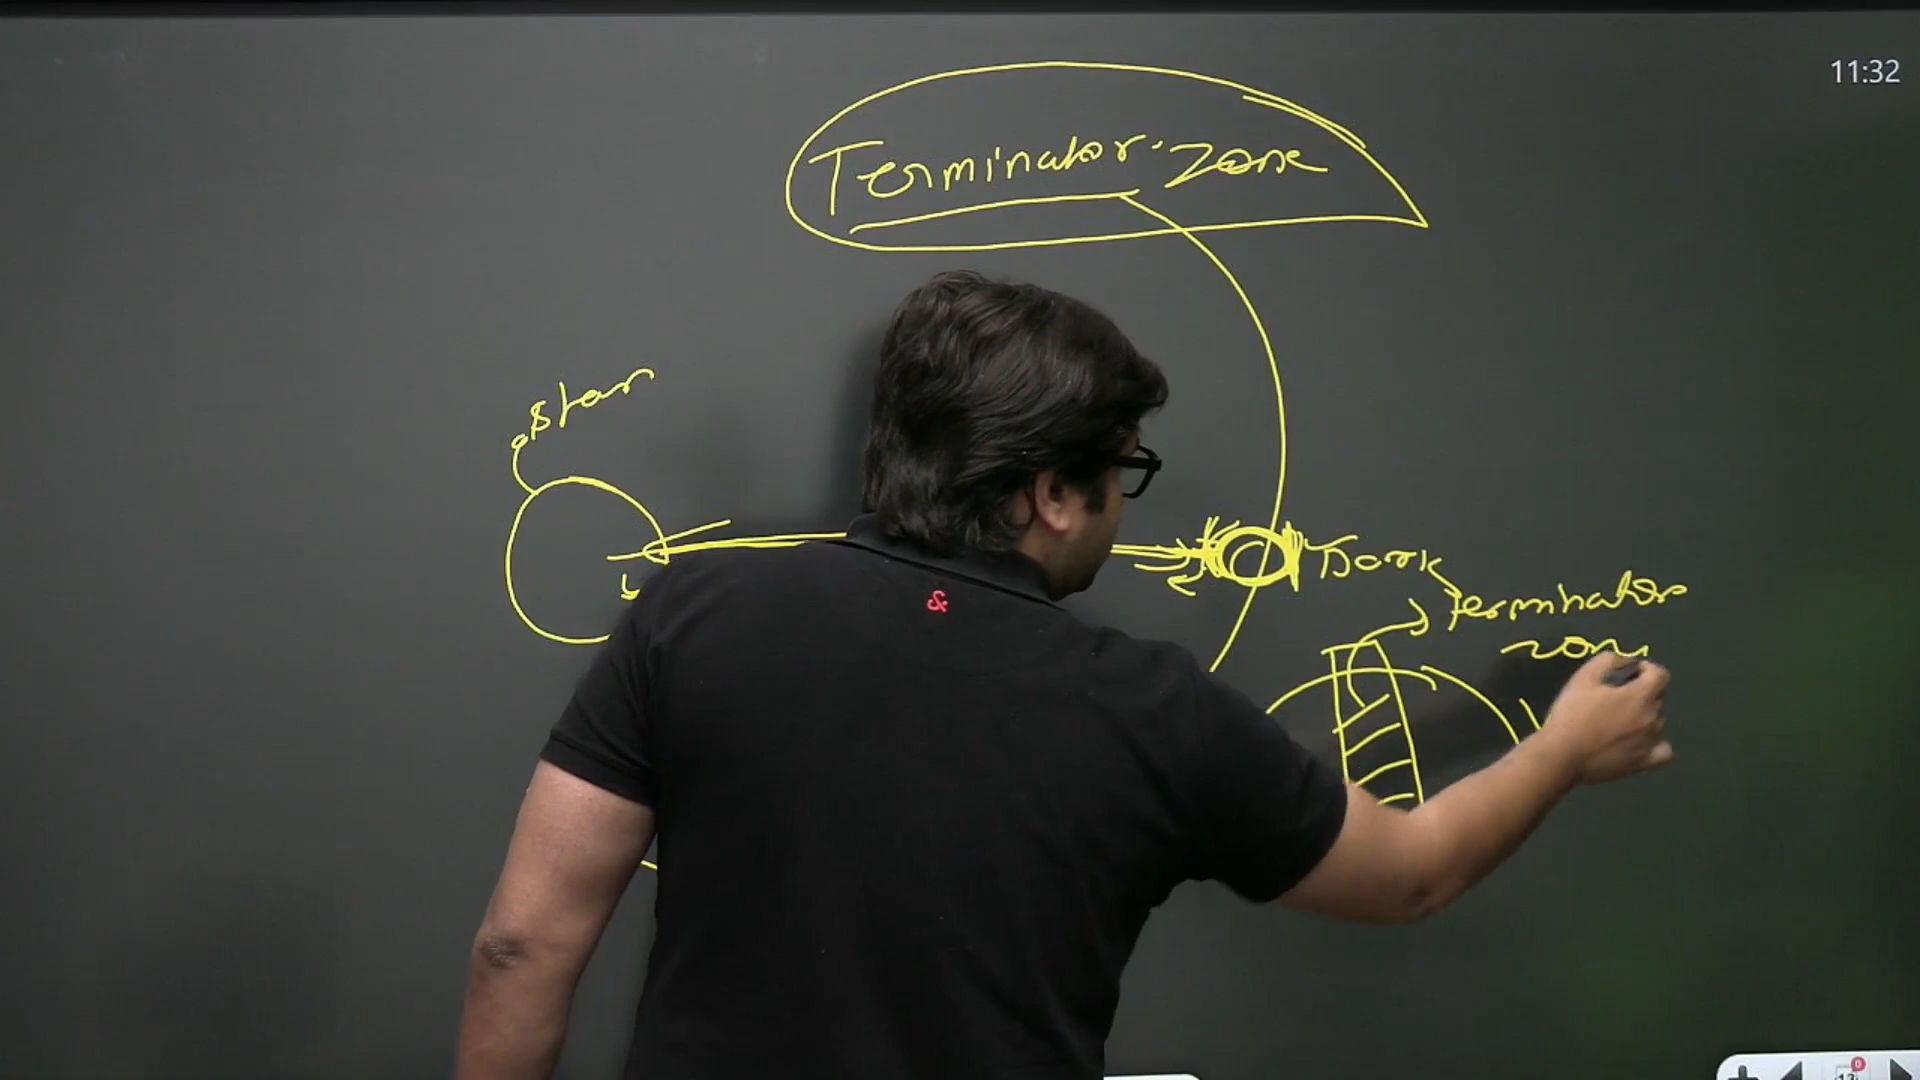 11:32
Terminator zone
Star
Dark
Terminator
zone